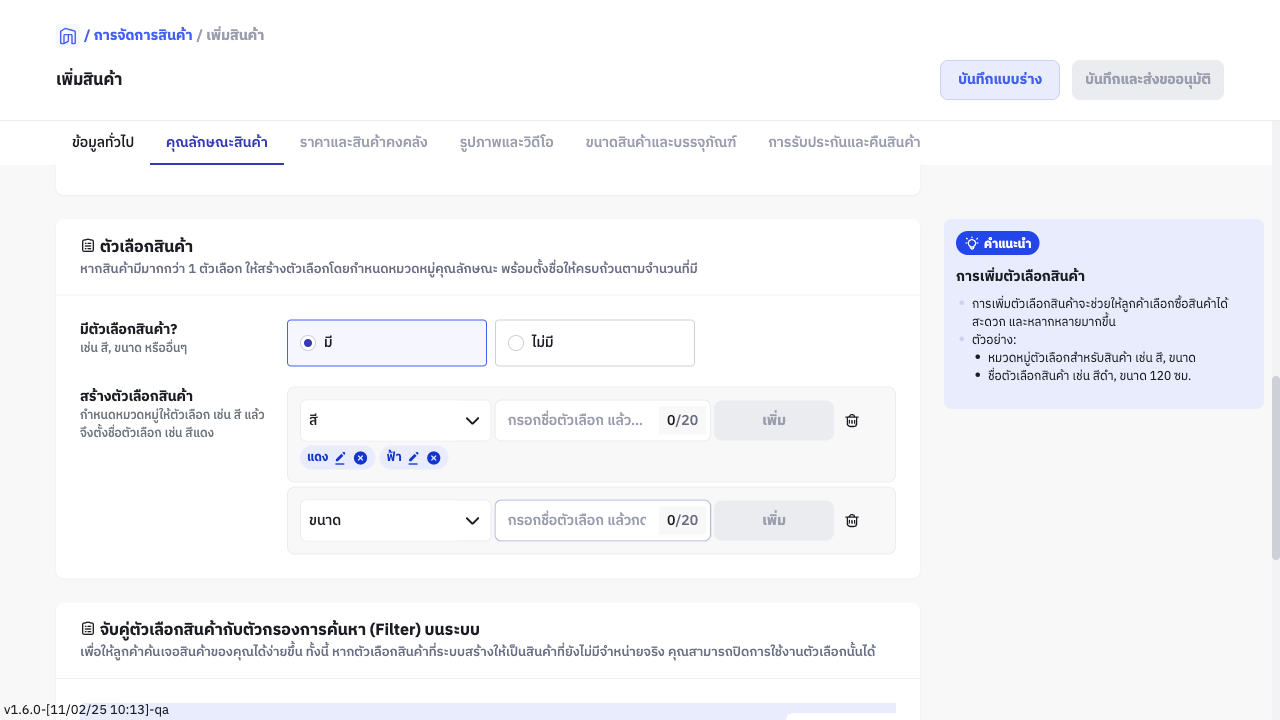 / การจัดการสินค้า / เพิ่มสินค้า
เพิ่มสินค้า
บันทึกแบบร่าง
บันทึกและส่งขออนุมัติ
ข้อมูลทั่วไป
คุณลักษณะสินค้า
ราคาและสินค้าคงคลัง
รูปภาพและวิดีโอ
ขนาดสินค้าและบรรจุภัณฑ์
การรับประกันและคืนสินค้า
ตัวเลือกสินค้า
หากสินค้ามีมากกว่า 1 ตัวเลือก ให้สร้างตัวเลือกโดยกำหนดหมวดหมู่คุณลักษณะ พร้อมตั้งชื่อให้ครบถ้วนตามจำนวนที่มี
มีตัวเลือกสินค้า?
เช่น สี, ขนาด หรืออื่นๆ
มี
ไม่มี
สร้างตัวเลือกสินค้า
กำหนดหมวดหมู่ให้ตัวเลือก เช่น สี แล้ว
จึงตั้งชื่อตัวเลือก เช่น สีแดง
สี
กรอกชื่อตัวเลือก แล้ว...
0/20
เพิ่ม
แดง
ฟ้า
ขนาด
กรอกชื่อตัวเลือก แล้วกด
0/20
เพิ่ม
คำแนะนำ
การเพิ่มตัวเลือกสินค้า
การเพิ่มตัวเลือกสินค้าจะช่วยให้ลูกค้าเลือกซื้อสินค้าได้
สะดวก และหลากหลายมากขึ้น
ตัวอย่าง:
หมวดหมู่ตัวเลือกสำหรับสินค้า เช่น สี, ขนาด
ชื่อตัวเลือกสินค้า เช่น สีดำ, ขนาด 120 ซม.
จับคู่ตัวเลือกสินค้ากับตัวกรองการค้นหา (Filter) บนระบบ
เพื่อให้ลูกค้าค้นเจอสินค้าของคุณได้ง่ายขึ้น ทั้งนี้ หากตัวเลือกสินค้าที่ระบบสร้างให้เป็นสินค้าที่ยังไม่มีจำหน่ายจริง คุณสามารถปิดการใช้งานตัวเลือกนั้นได้
v1.6.0-[11/02/25 10:13]-qa